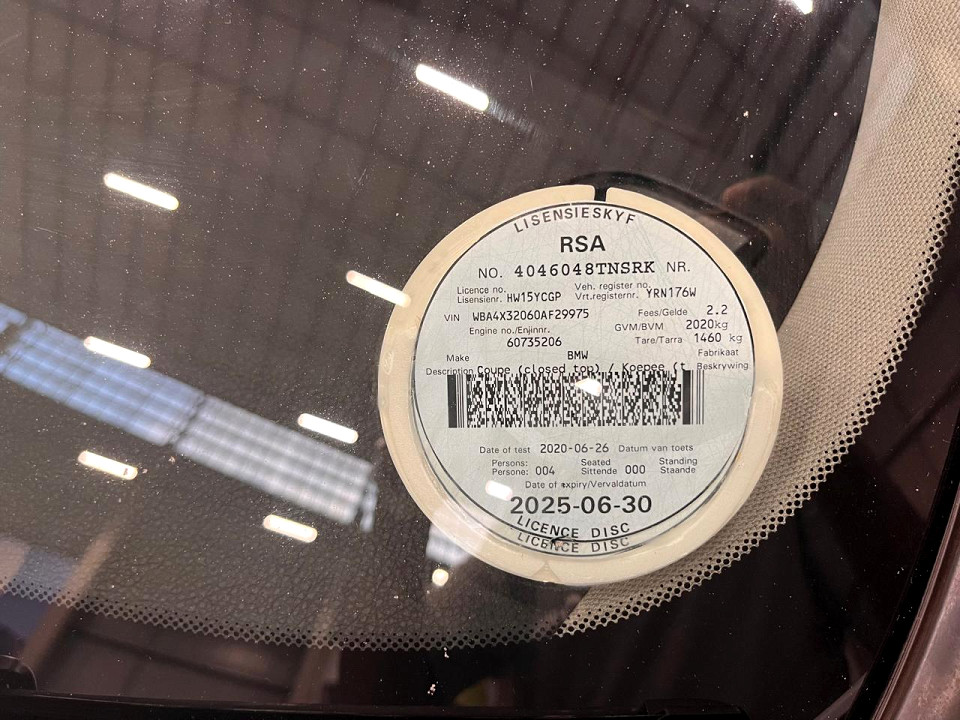 LISENSIESKYF
RSA
NO. 4046048TNSRK NR.
Licence no. Veh. register no.
Lisensienr. HW15YCGP Vrt.registernr. YRN176W
VIN WBA4X32060AF29975 Fees/Gelde 2.2
Engine no./Enjinnr. GVM/BVM 2020kg
60735206 Tare/Tarra 1460 kg
Make BMW Fabrikaat
Description Coupe (closed top) / Koepee (t Beskrywing
Date of test 2020-06-26 Datum van toets
Persons: Seated Standing
Persone: 004 Sittende 000 Staande
Date of expiry/Vervaldatum
2025-06-30
LICENCE DISC
LICENCE DISC